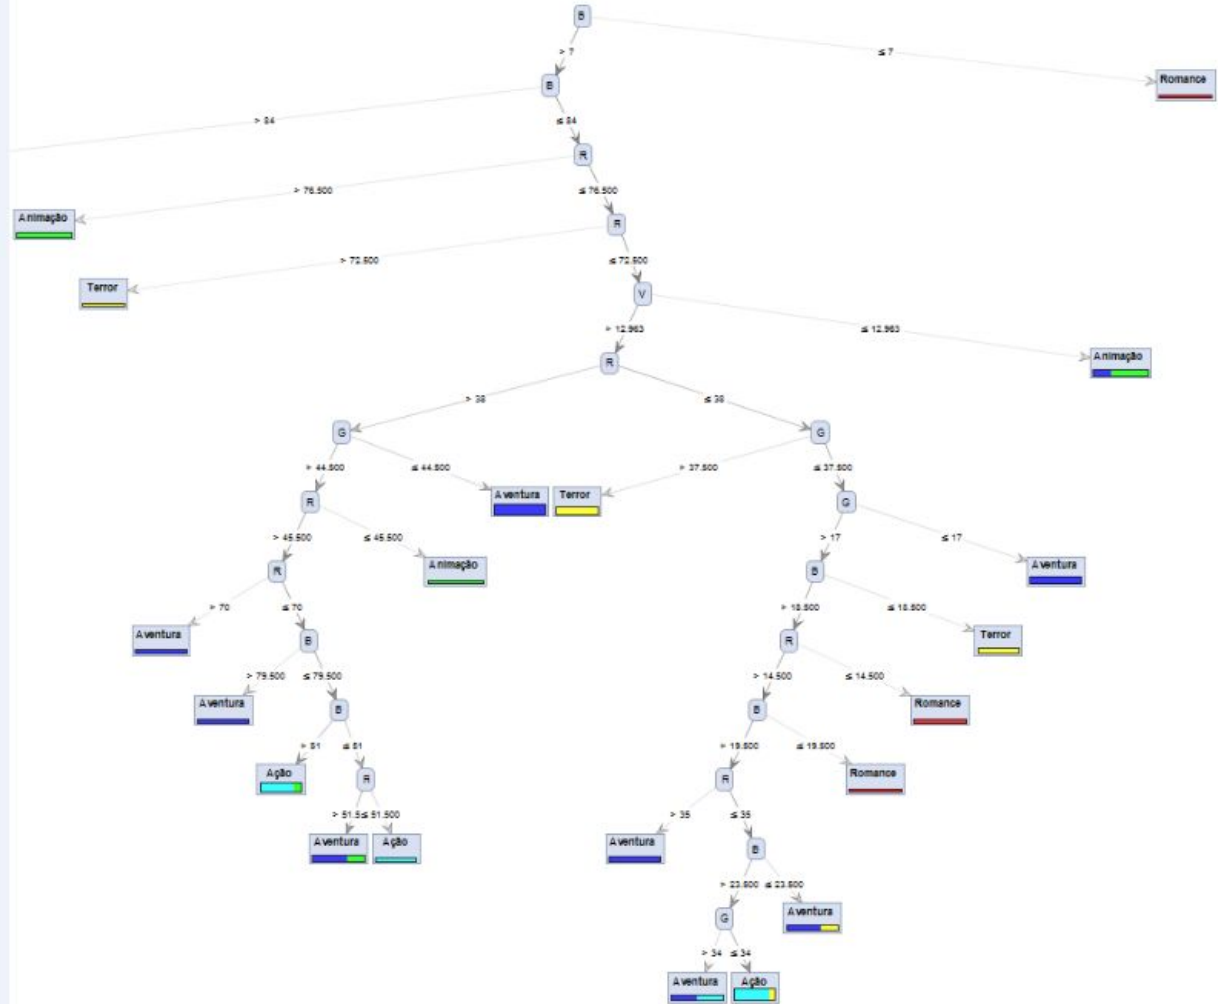 B
> 7
≤ 7
Romance
B
> 84
≤ 84
R
> 76.500
≤ 76.500
Animação
R
> 72.500
≤ 72.500
Terror
V
> 12.963
≤ 12.963
Animação
R
> 38
≤ 38
G
G
> 44.500
≤ 44.500
> 37.500
≤ 37.500
R
Aventura
Terror
G
> 45.500
≤ 45.500
> 17
≤ 17
R
Animação
B
Aventura
> 70
≤ 70
> 18.500
≤ 18.500
Aventura
B
R
Terror
> 79.500
≤ 79.500
> 14.500
≤ 14.500
Aventura
B
B
Romance
≤ 19.500
> 19.500
Ação
R
R
Romance
> 51.5
≤ 51.500
> 35
≤ 35
Aventura
Ação
Aventura
B
> 23.500
≤ 23.500
G
Aventura
> 34
≤ 34
Aventura
Ação